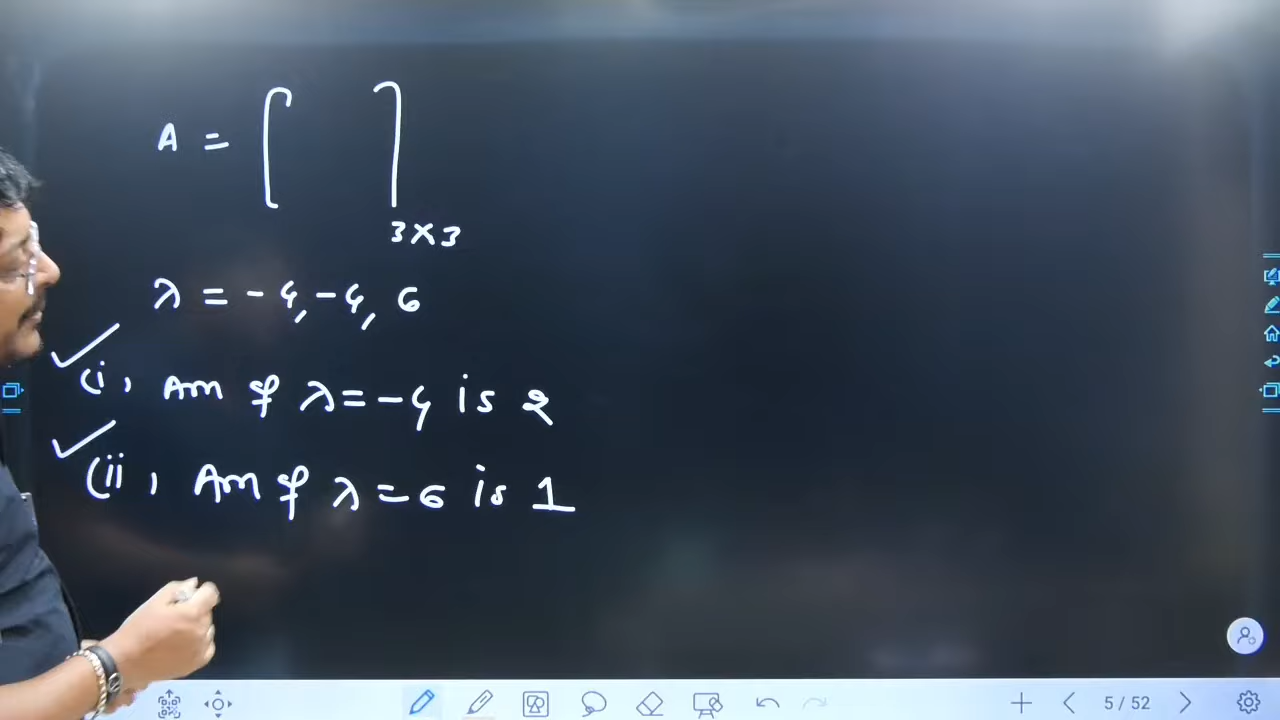 A = [ ]
3×3
λ = -4, -4, 6
(i, Am of λ = -4 is 2
(ii, Am of λ = 6 is 1
5 / 52